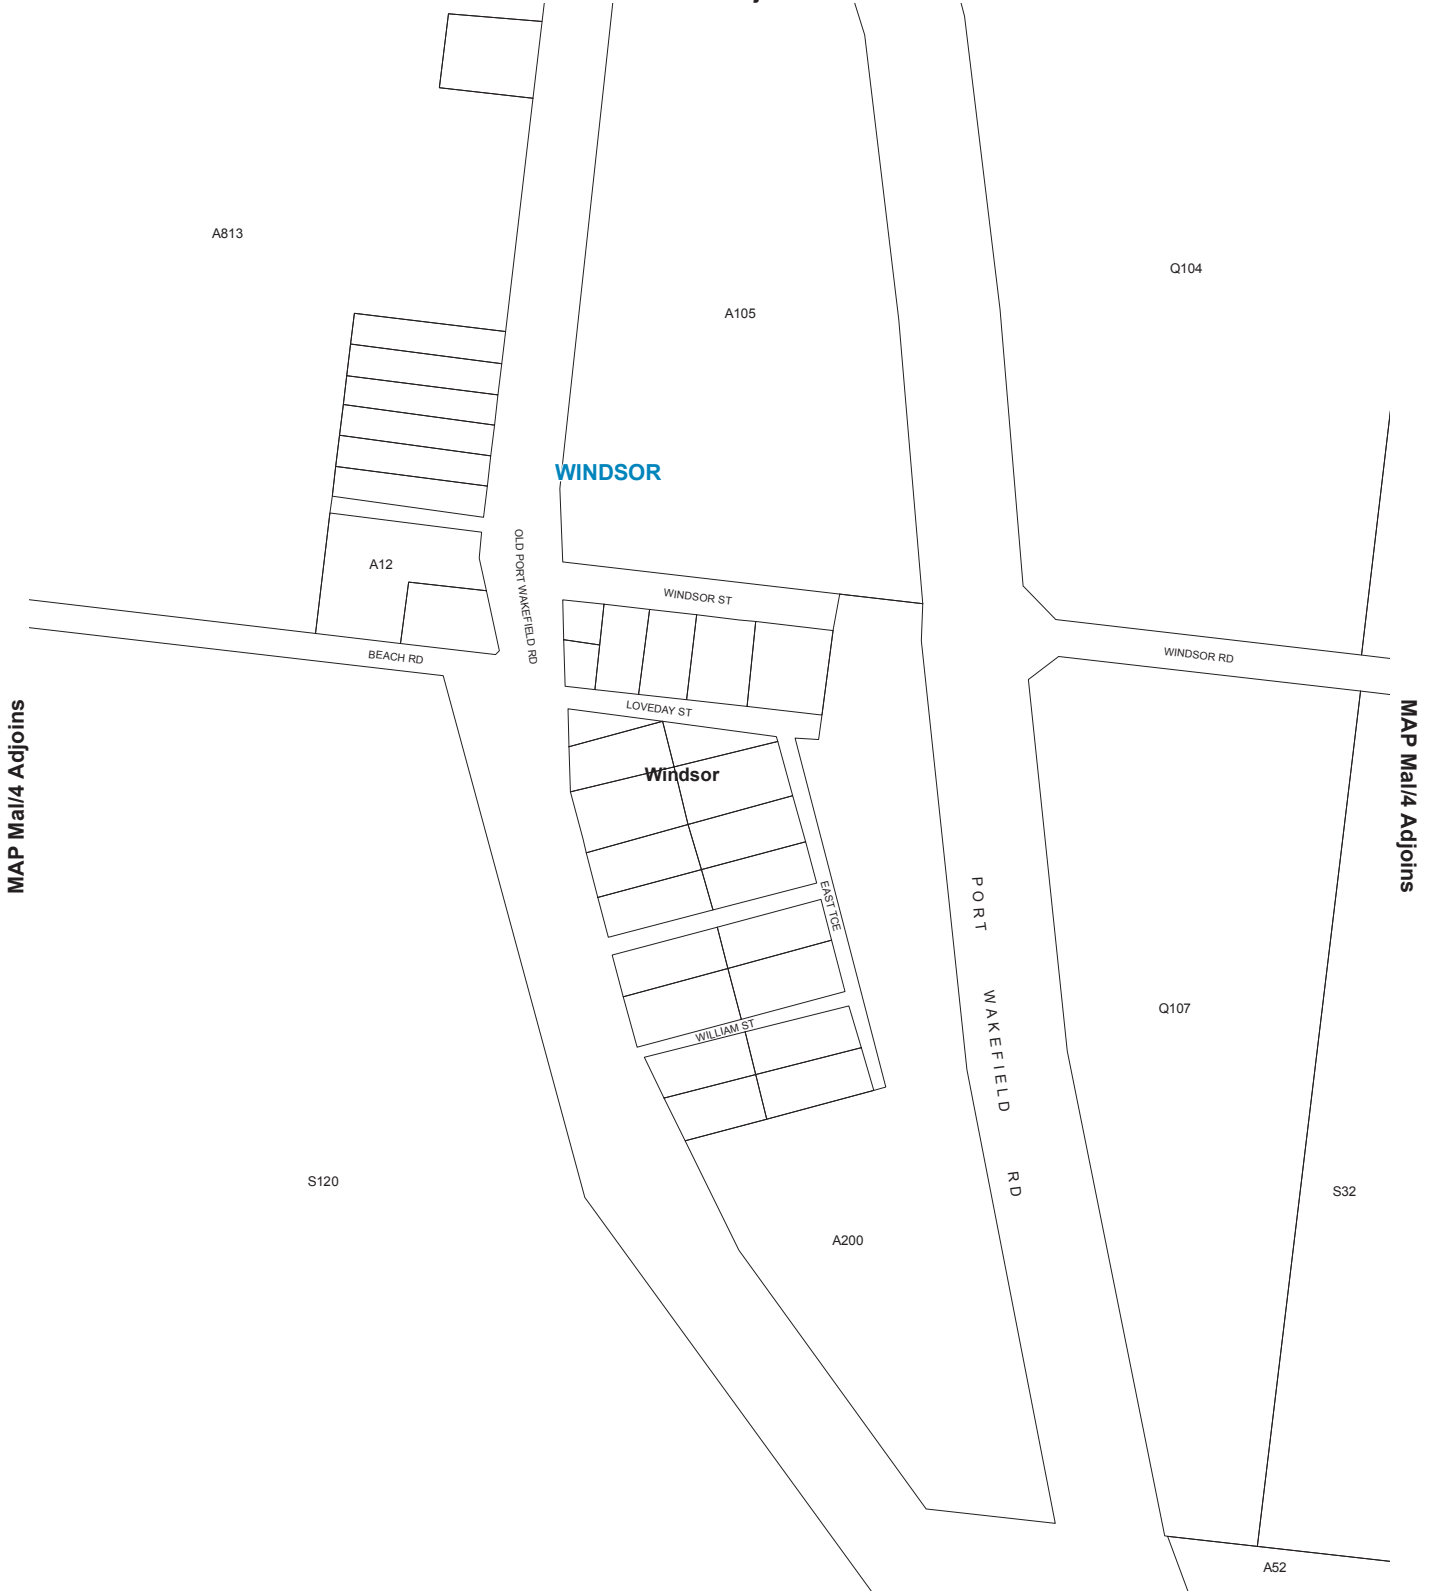 A813
Q104
A105
WINDSOR
OLD PORT WAKEFIELD RD
A12
WINDSOR ST
BEACH RD
WINDSOR RD
LOVEDAY ST
MAP Mal/4 Adjoins
MAP Mal/4 Adjoins
Windsor
EAST TCE
PORT WAKEFIELD RD
Q107
WILLIAM ST
S120
S32
A200
A52